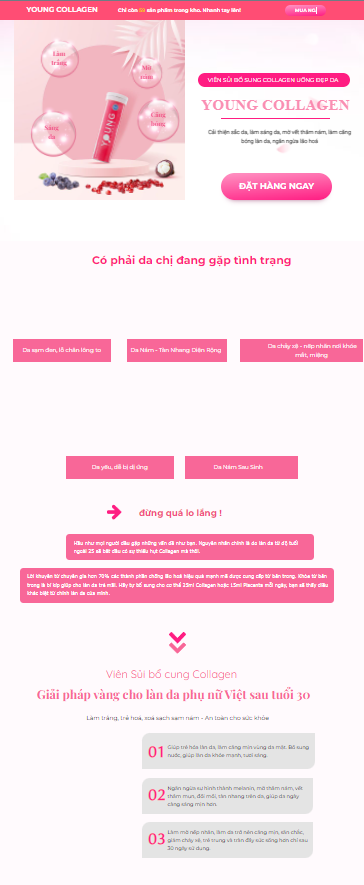 YOUNG COLLAGEN
Chỉ còn 59 sản phẩm trong kho. Nhanh tay lên!
MUA NG
Làm
trắng
Mờ
nám
Sáng
da
Căng
bóng
YOUNG
VIÊN SỦI BỔ SUNG COLLAGEN UỐNG ĐẸP DA
YOUNG COLLAGEN
Cải thiện sắc da, làm sáng da, mờ vết thâm nám, làm căng
bóng làn da, ngăn ngừa lão hoá
ĐẶT HÀNG NGAY
Có phải da chị đang gặp tình trạng
Da sạm đen, lỗ chân lông to
Da Nám - Tàn Nhang Diện Rộng
Da chảy xệ - nếp nhăn nơi khóe
mắt, miệng
Da yếu, dễ bị dị ứng
Da Nám Sau Sinh
đừng quá lo lắng !
Hầu như mọi người đều gặp những vấn đề như bạn. Nguyên nhân chính là do làn da từ độ tuổi
ngoài 25 sẽ bắt đầu có sự thiếu hụt Collagen mà thôi.
Lời khuyên từ chuyên gia hơn 70% các thành phần chống lão hoá hiệu quả mạnh mẽ được cung cấp từ bên trong. Khỏe từ bên
trong là bí kíp giúp cho làn da trẻ mãi. Hãy tự bổ sung cho cơ thể 25ml Collagen hoặc 15ml Placenta mỗi ngày, bạn sẽ thấy điều
khác biệt từ chính làn da của mình.
Viên Sủi bổ cung Collagen
Giải pháp vàng cho làn da phụ nữ Việt sau tuổi 30
Làm trắng, trẻ hoá, xoá sạch sam nám - An toàn cho sức khỏe
01 Giúp trẻ hóa làn da, làm căng mịn vùng da mặt. Bổ sung
nước, giúp làn da khỏe mạnh, tươi sáng.
02 Ngăn ngừa sự hình thành melanin, mờ thâm nám, vết
thâm mụn, đồi mồi, tàn nhang trên da, giúp da ngày
càng sáng mịn hơn.
03 Làm mờ nếp nhăn, làm da trở nên căng mịn, săn chắc,
giảm chảy xệ, trẻ trung và tràn đầy sức sống hơn chỉ sau
30 ngày sử dụng.